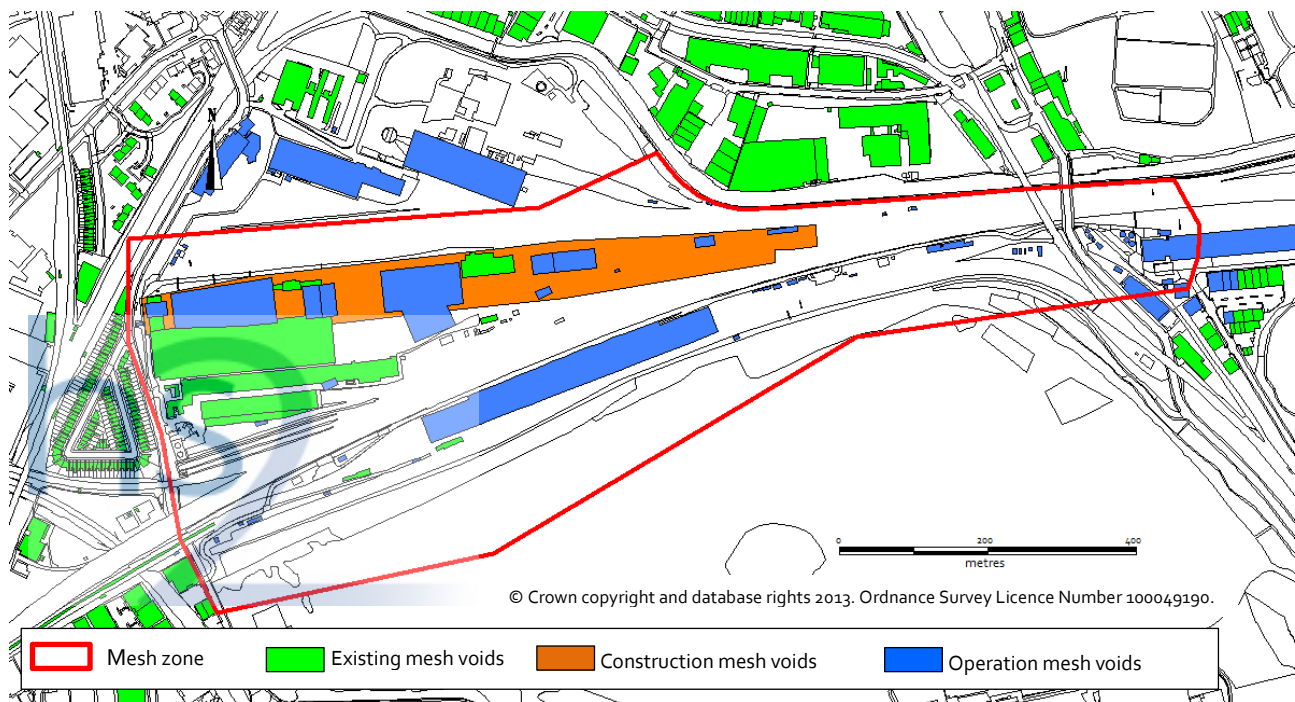 N
0 200 400
metres
© Crown copyright and database rights 2013. Ordnance Survey Licence Number 100049190.
Mesh zone Existing mesh voids Construction mesh voids Operation mesh voids